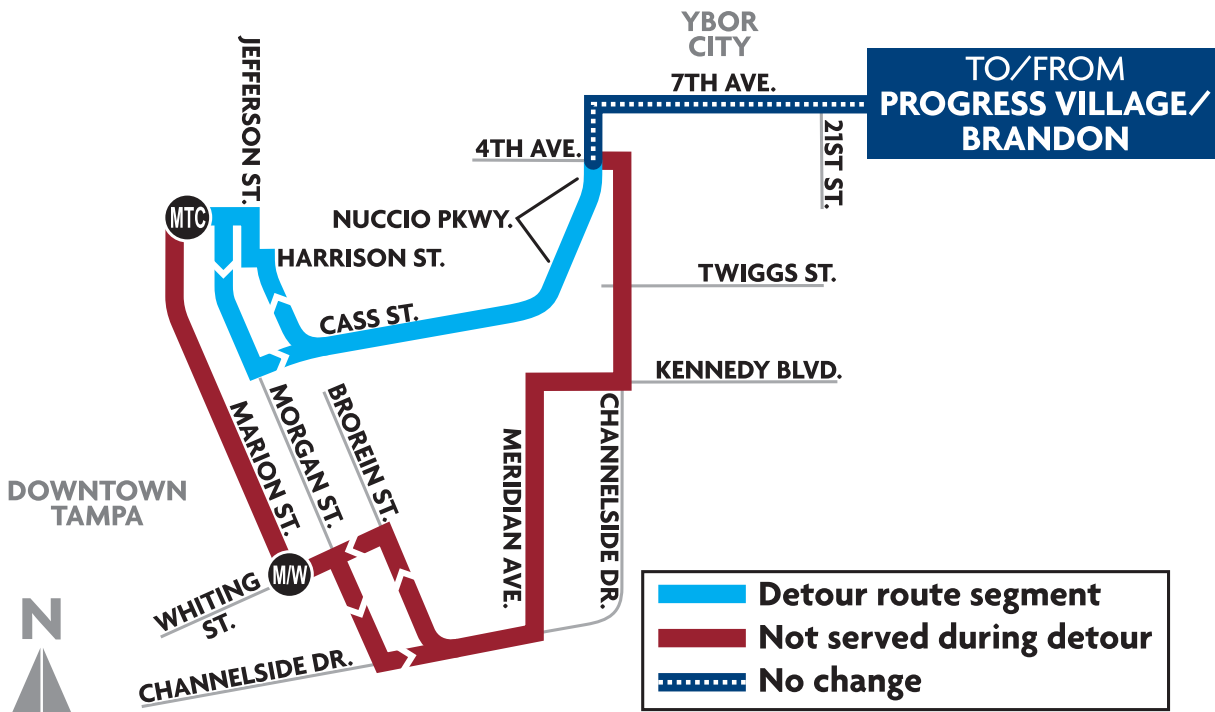 YBOR
CITY
JEFFERSON ST.
7TH AVE.
TO/FROM
PROGRESS VILLAGE/
BRANDON
4TH AVE.
21ST ST.
MTC
NUCCIO PKWY.
HARRISON ST.
TWIGGS ST.
CASS ST.
KENNEDY BLVD.
MARION ST.
MORGAN ST.
BROREIN ST.
MERIDIAN AVE.
CHANNELSIDE DR.
DOWNTOWN
TAMPA
M/W
WHITING
ST.
N
CHANNELSIDE DR.
Detour route segment
Not served during detour
No change